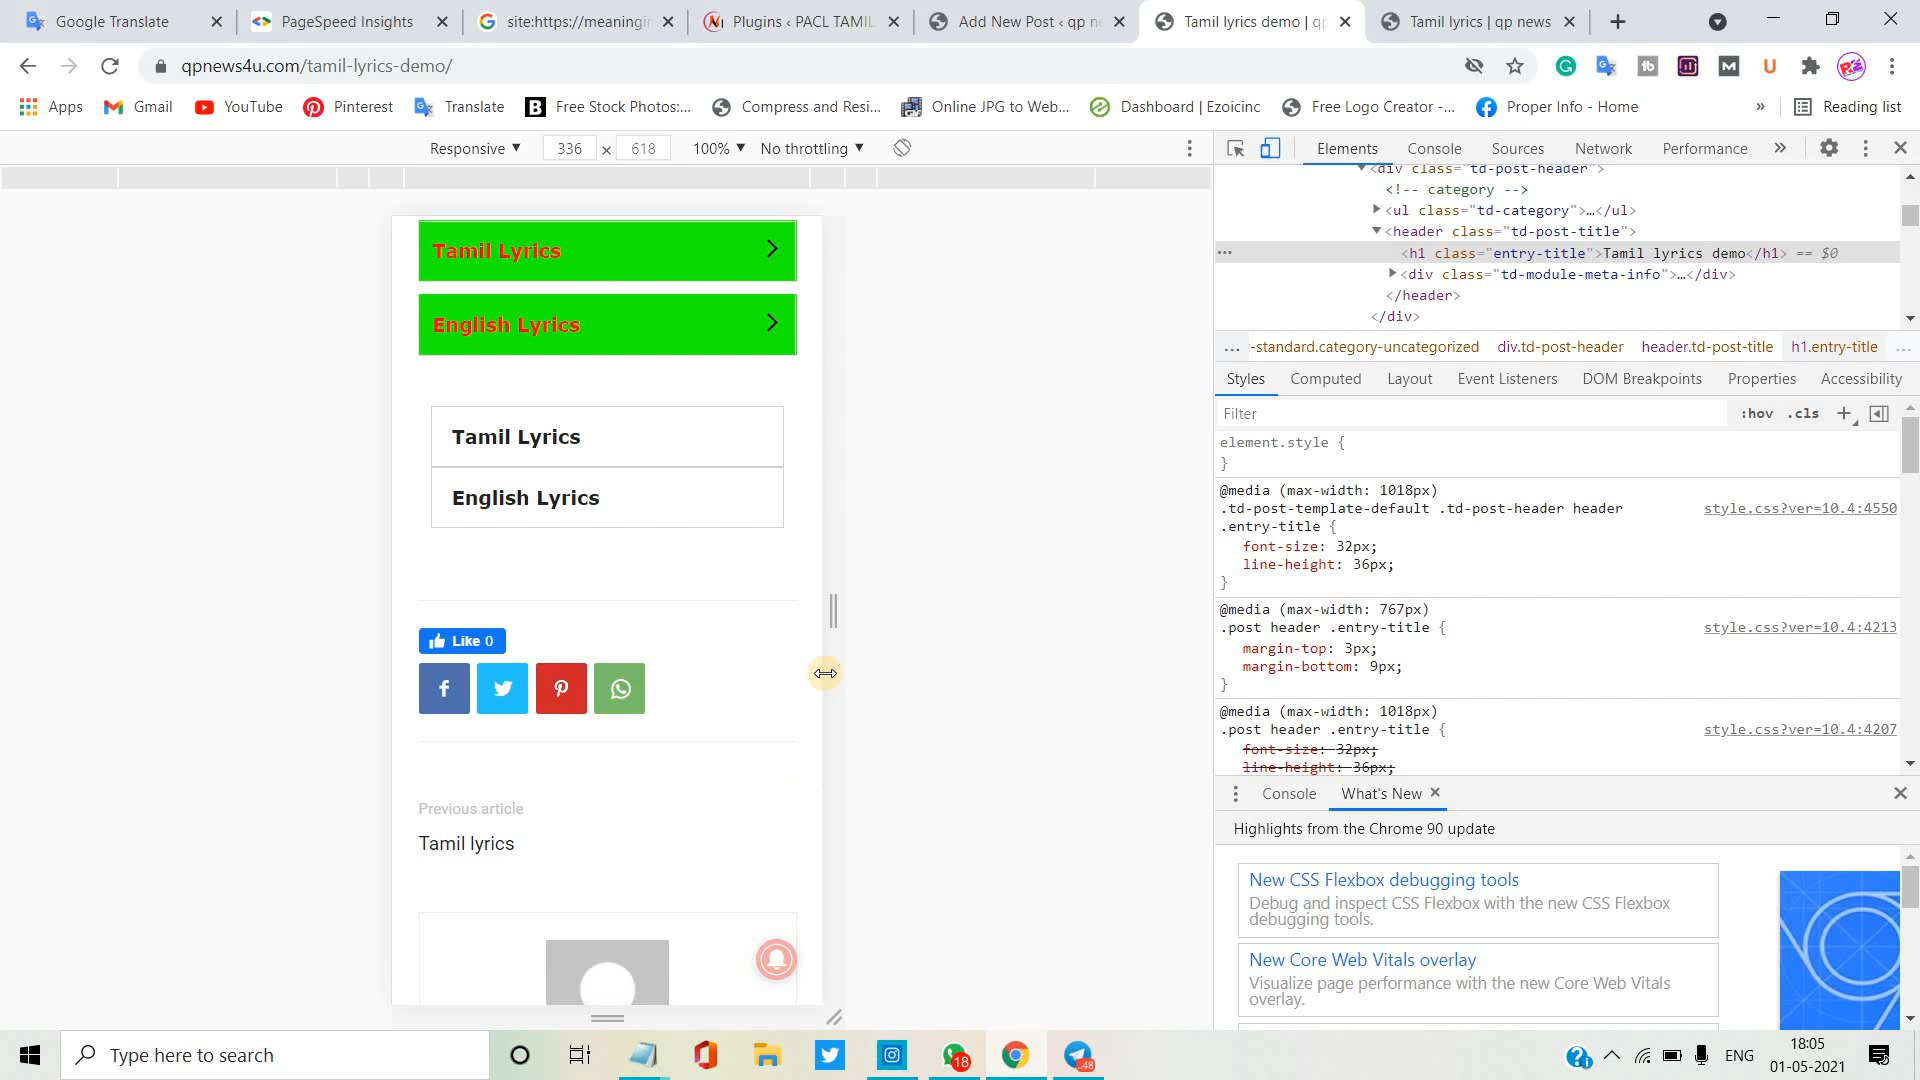 Google Translate
PageSpeed Insights
site:https://meaningin
Plugins ‹ PACL TAMIL
Add New Post ‹ qp ne
Tamil lyrics demo | qp
Tamil lyrics | qp news
qpnews4u.com/tamil-lyrics-demo/
Apps
Gmail
YouTube
Pinterest
Translate
Free Stock Photos:...
Compress and Resi...
Online JPG to Web...
Dashboard | Ezoicinc
Free Logo Creator -...
Proper Info - Home
»
Reading list
Responsive ▼ 336 × 618 100% ▼ No throttling ▼
Tamil Lyrics
English Lyrics
Tamil Lyrics
English Lyrics
Like 0
Previous article
Tamil lyrics
Elements Console Sources Network Performance »
▼<div class="td-post-header">
<!-- category -->
▶<ul class="td-category">…</ul>
▼<header class="td-post-title">
<h1 class="entry-title">Tamil lyrics demo</h1> == $0
▶<div class="td-module-meta-info">…</div>
</header>
</div>
... -standard.category-uncategorized div.td-post-header header.td-post-title h1.entry-title ...
Styles Computed Layout Event Listeners DOM Breakpoints Properties Accessibility
Filter :hov .cls +
element.style {
}
@media (max-width: 1018px)
.td-post-template-default .td-post-header header style.css?ver=10.4:4550
.entry-title {
font-size: 32px;
line-height: 36px;
}
@media (max-width: 767px)
.post header .entry-title { style.css?ver=10.4:4213
margin-top: 3px;
margin-bottom: 9px;
}
@media (max-width: 1018px)
.post header .entry-title { style.css?ver=10.4:4207
font-size: 32px;
line-height: 36px;
Console What's New ×
Highlights from the Chrome 90 update
New CSS Flexbox debugging tools
Debug and inspect CSS Flexbox with the new CSS Flexbox
debugging tools.
New Core Web Vitals overlay
Visualize page performance with the new Core Web Vitals
overlay.
Type here to search
18
48
ENG
18:05
01-05-2021